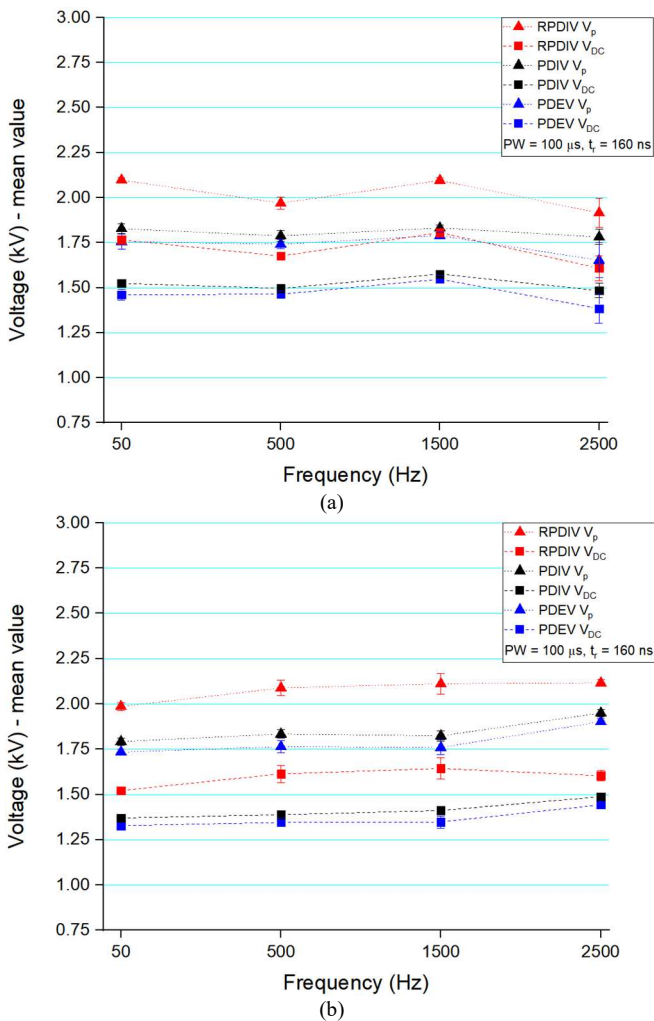 3.00
2.75
2.50
2.25
2.00
1.75
1.50
1.25
1.00
0.75
Voltage (kV) - mean value
RPDIV Vp
RPDIV VDC
PDIV Vp
PDIV VDC
PDEV Vp
PDEV VDC
PW = 100 μs, tr = 160 ns
50 500 1500 2500
Frequency (Hz)
(a)
3.00
2.75
2.50
2.25
2.00
1.75
1.50
1.25
1.00
0.75
Voltage (kV) - mean value
RPDIV Vp
RPDIV VDC
PDIV Vp
PDIV VDC
PDEV Vp
PDEV VDC
PW = 100 μs, tr = 160 ns
50 500 1500 2500
Frequency (Hz)
(b)